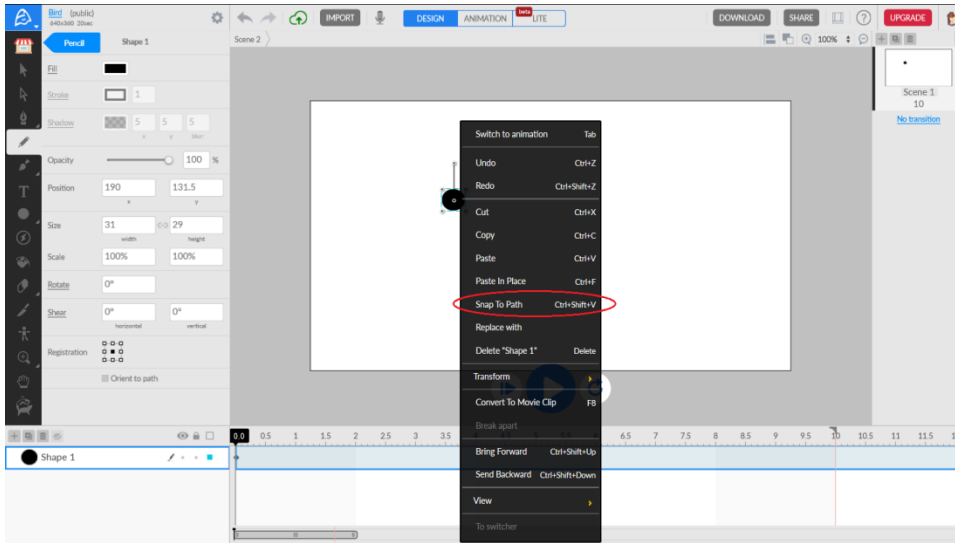 Bird (public)
640x360 20sec
IMPORT
DESIGN
ANIMATION
beta
LITE
DOWNLOAD
SHARE
?
UPGRADE
Pencil
Shape 1
Scene 2
100%
Fill
Stroke 1
Shadow 5 5 5
x y blur
Opacity 100 %
Position 190 131.5
x y
Size 31 29
width height
Scale 100% 100%
Rotate 0°
Shear 0° 0°
horizontal vertical
Registration
Orient to path
T
Scene 1
10
No transition
Switch to animation Tab
Undo Ctrl+Z
Redo Ctrl+Shift+Z
Cut Ctrl+X
Copy Ctrl+C
Paste Ctrl+V
Paste In Place Ctrl+F
Snap To Path Ctrl+Shift+V
Replace with
Delete "Shape 1" Delete
Transform
Convert To Movie Clip F8
Break apart
Bring Forward Ctrl+Shift+Up
Send Backward Ctrl+Shift+Down
View
To switcher
0.0 0.5 1 1.5 2 2.5 3 3.5 6.5 7 7.5 8 8.5 9 9.5 10 10.5 11 11.5
Shape 1